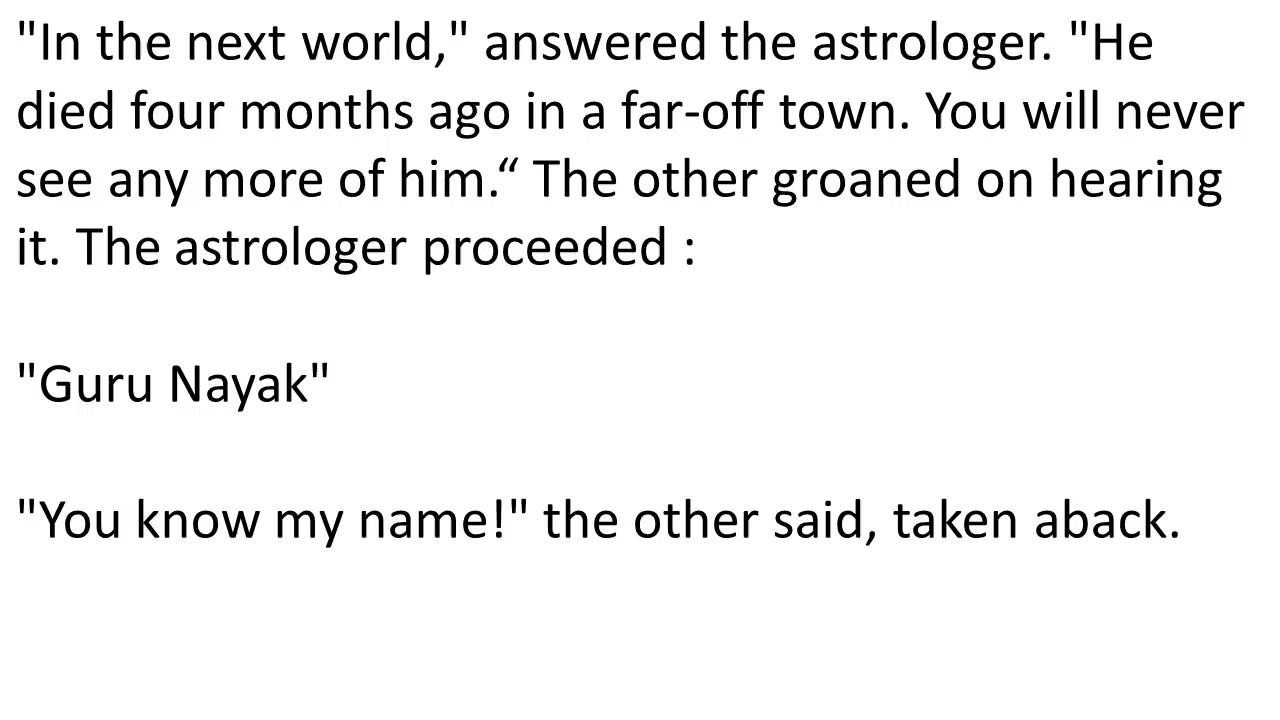 "In the next world," answered the astrologer. "He
died four months ago in a far-off town. You will never
see any more of him.“ The other groaned on hearing
it. The astrologer proceeded :
"Guru Nayak"
"You know my name!" the other said, taken aback.